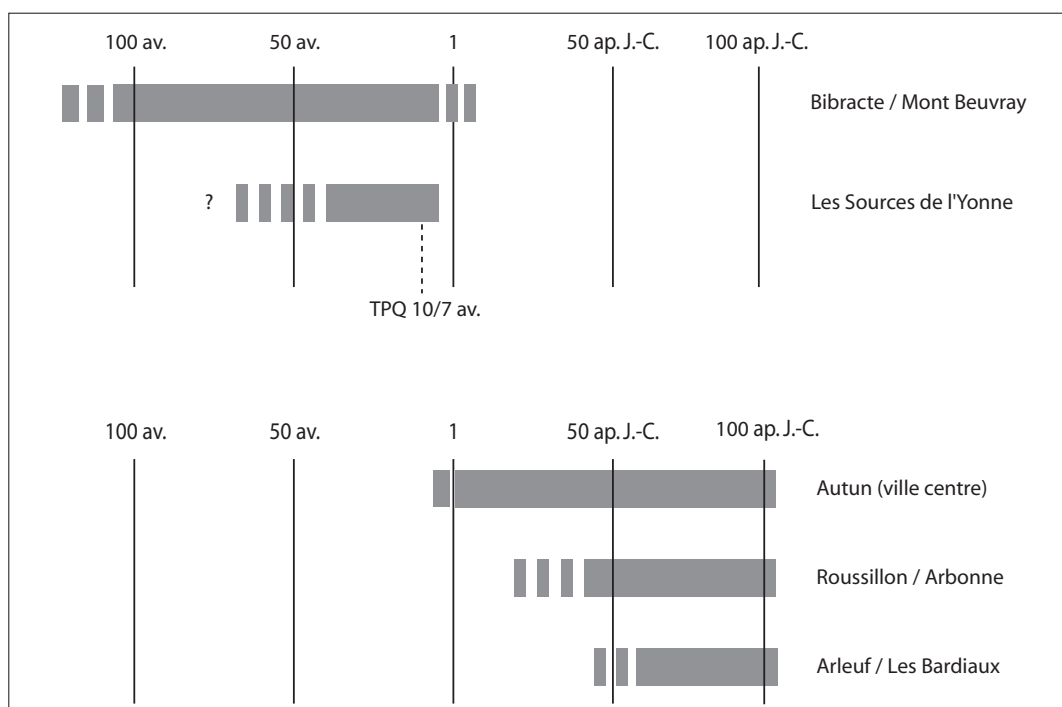 100 av. 50 av. 1 50 ap. J.-C. 100 ap. J.-C.
Bibracte / Mont Beuvray
? Les Sources de l'Yonne
TPQ 10/7 av.
100 av. 50 av. 1 50 ap. J.-C. 100 ap. J.-C.
Autun (ville centre)
Roussillon / Arbonne
Arleuf / Les Bardiaux